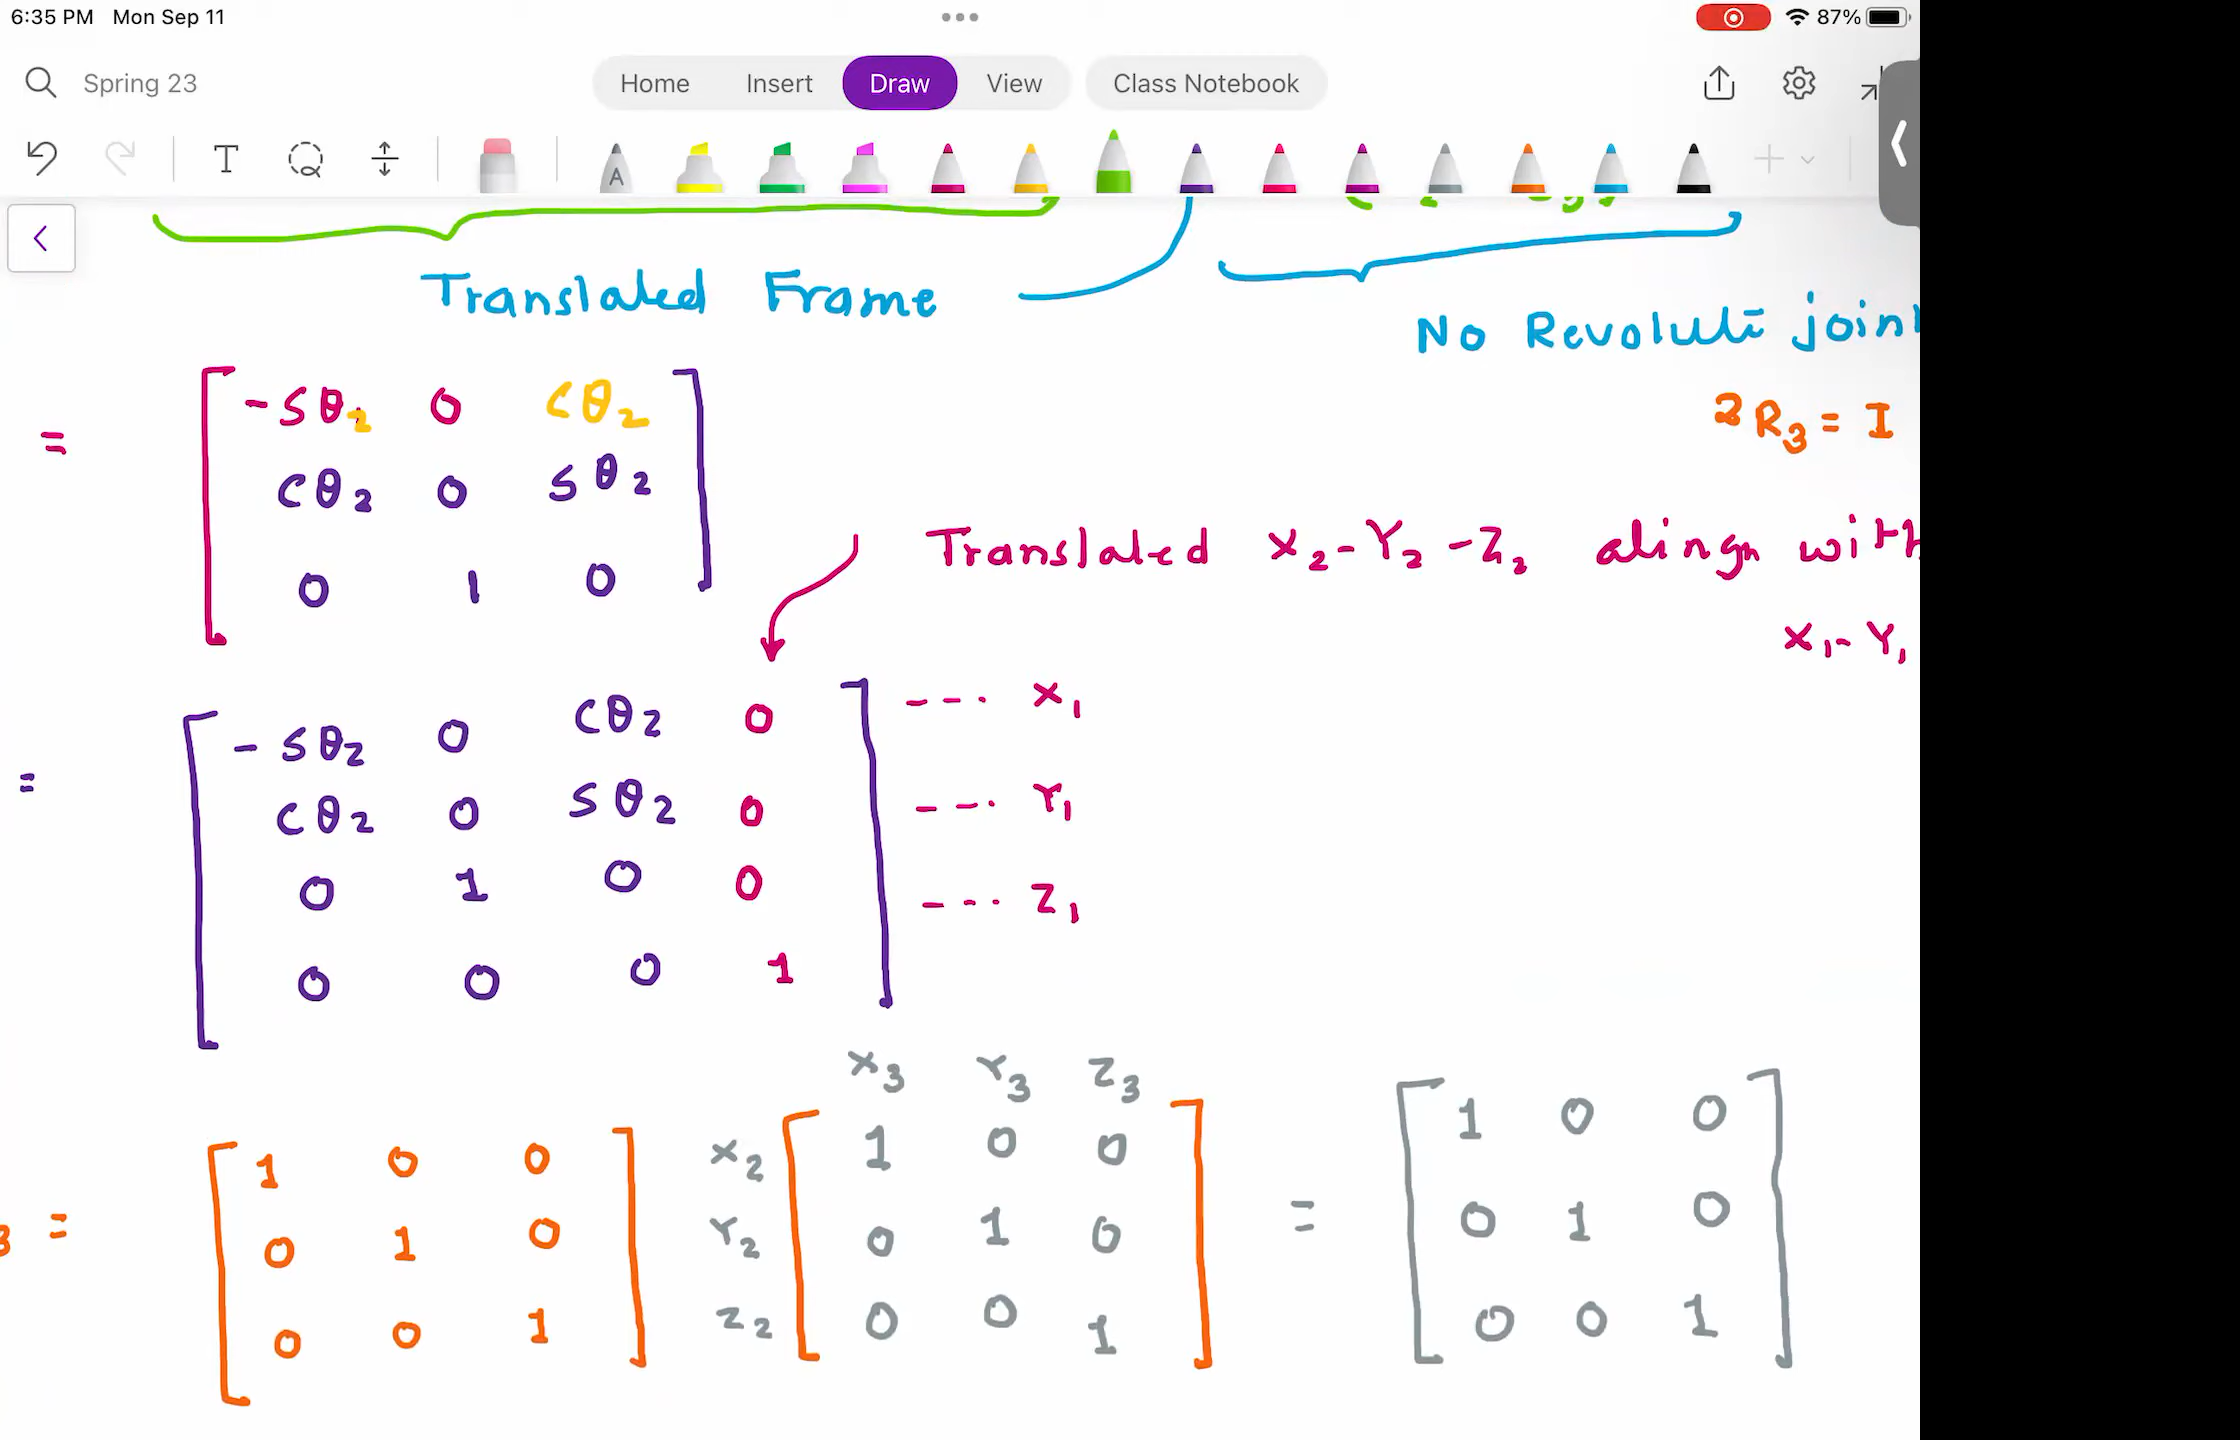 6:35 PM Mon Sep 11 87%
Spring 23 Home Insert Draw View Class Notebook
T A
Translated Frame
No Revolute joint
= [ -Sθ2 0 Cθ2
Cθ2 0 Sθ2
0 1 0 ]
2R3 = I
Translated X2-Y2-Z2 alingn with
X1-Y1
= [ -Sθ2 0 Cθ2 0 --- X1
Cθ2 0 Sθ2 0 --- Y1
0 1 0 0 --- Z1
0 0 0 1 ]
X3 Y3 Z3
3 = [ 1 0 0 X2 [ 1 0 0 = [ 1 0 0
0 1 0 Y2 0 1 0 0 1 0
0 0 1 ] Z2 0 0 1 ] 0 0 1 ]